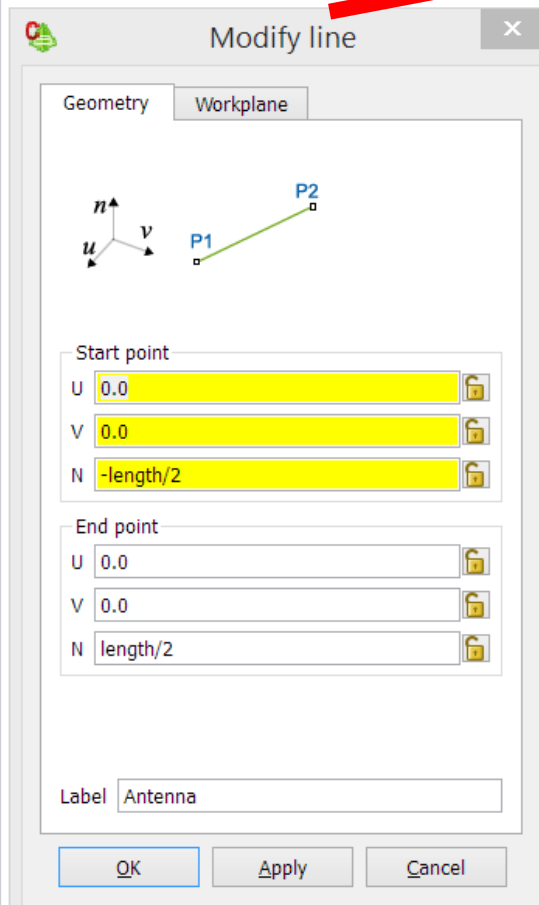 Modify line
Geometry Workplane
n
v
u
P1
P2
Start point
U 0.0
V 0.0
N -length/2
End point
U 0.0
V 0.0
N length/2
Label Antenna
OK Apply Cancel